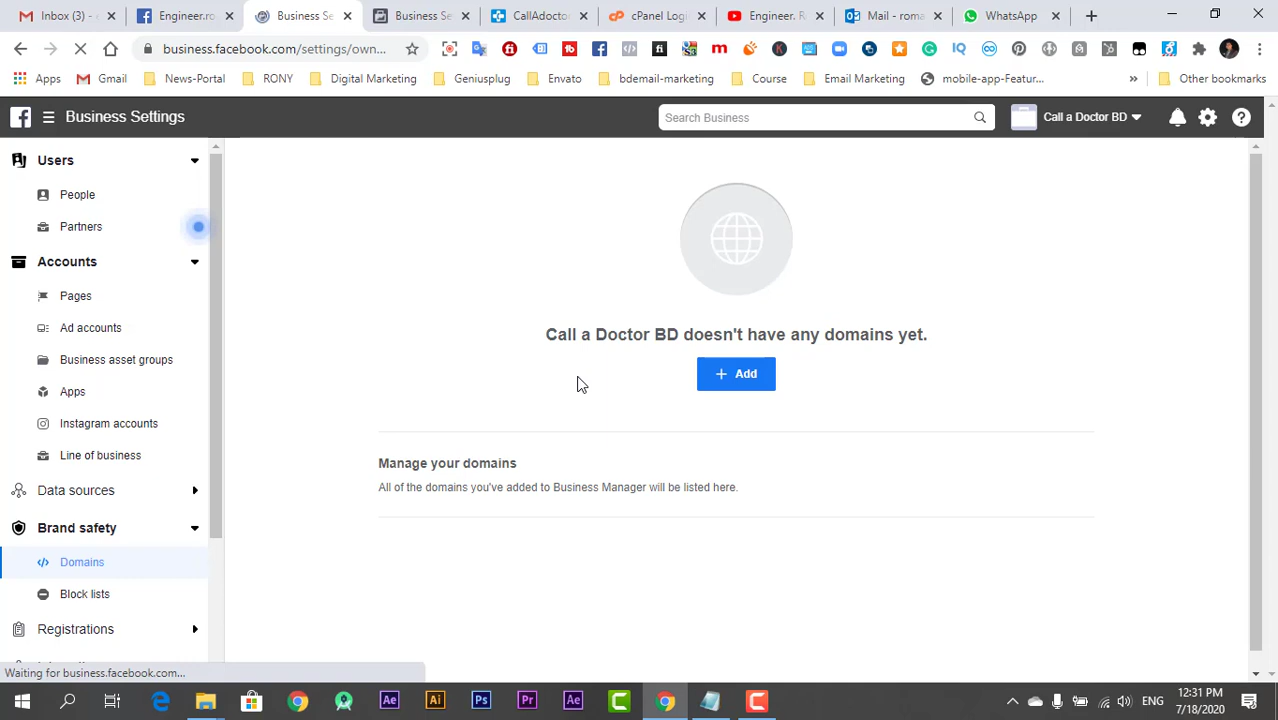 Inbox (3) - e
Engineer.ro
Business Se
Business Set
CallAdoctor
cPanel Login
Engineer. R
Mail - roma
WhatsApp
business.facebook.com/settings/own...
Apps
Gmail
News-Portal
RONY
Digital Marketing
Geniusplug
Envato
bdemail-marketing
Course
Email Marketing
mobile-app-Featur...
Other bookmarks
Business Settings
Search Business
Call a Doctor BD
Users
People
Partners
Accounts
Pages
Ad accounts
Business asset groups
Apps
Instagram accounts
Line of business
Data sources
Brand safety
Domains
Block lists
Registrations
Call a Doctor BD doesn't have any domains yet.
+ Add
Manage your domains
All of the domains you've added to Business Manager will be listed here.
Waiting for business.facebook.com...
ENG
12:31 PM
7/18/2020